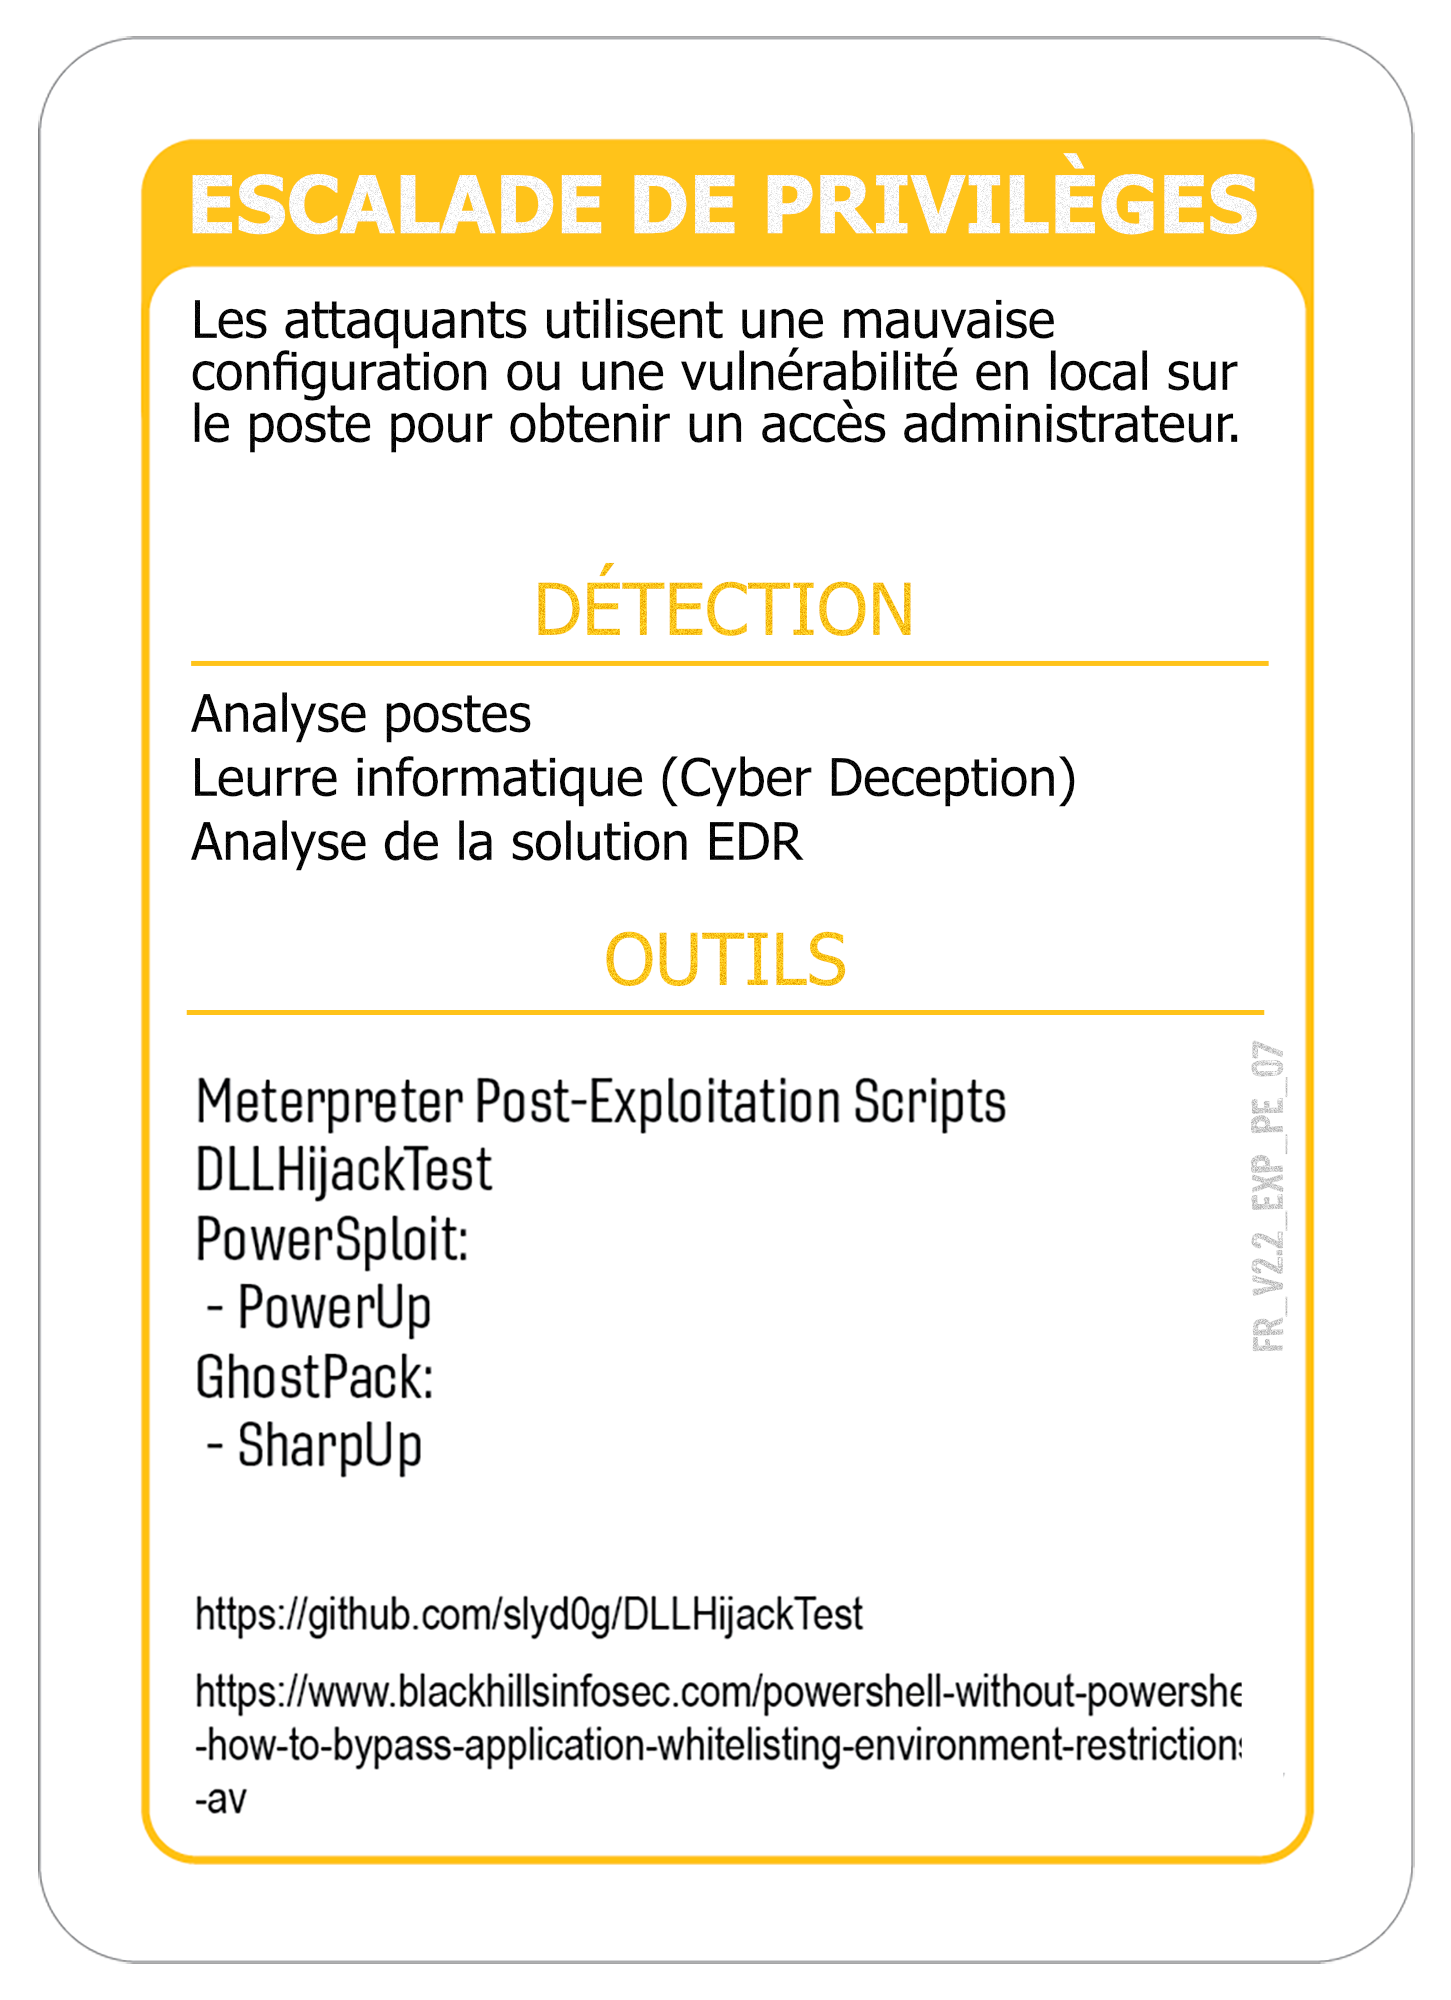 ESCALADE DE PRIVILÈGES
Les attaquants utilisent une mauvaise
configuration ou une vulnérabilité en local sur
le poste pour obtenir un accès administrateur.
DÉTECTION
Analyse postes
Leurre informatique (Cyber Deception)
Analyse de la solution EDR
OUTILS
Meterpreter Post-Exploitation Scripts
DLLHijackTest
PowerSploit:
- PowerUp
GhostPack:
- SharpUp
FR_V2.2_EXP_PE_07
https://github.com/slyd0g/DLLHijackTest
https://www.blackhillsinfosec.com/powershell-without-powershe
-how-to-bypass-application-whitelisting-environment-restrictions
-av